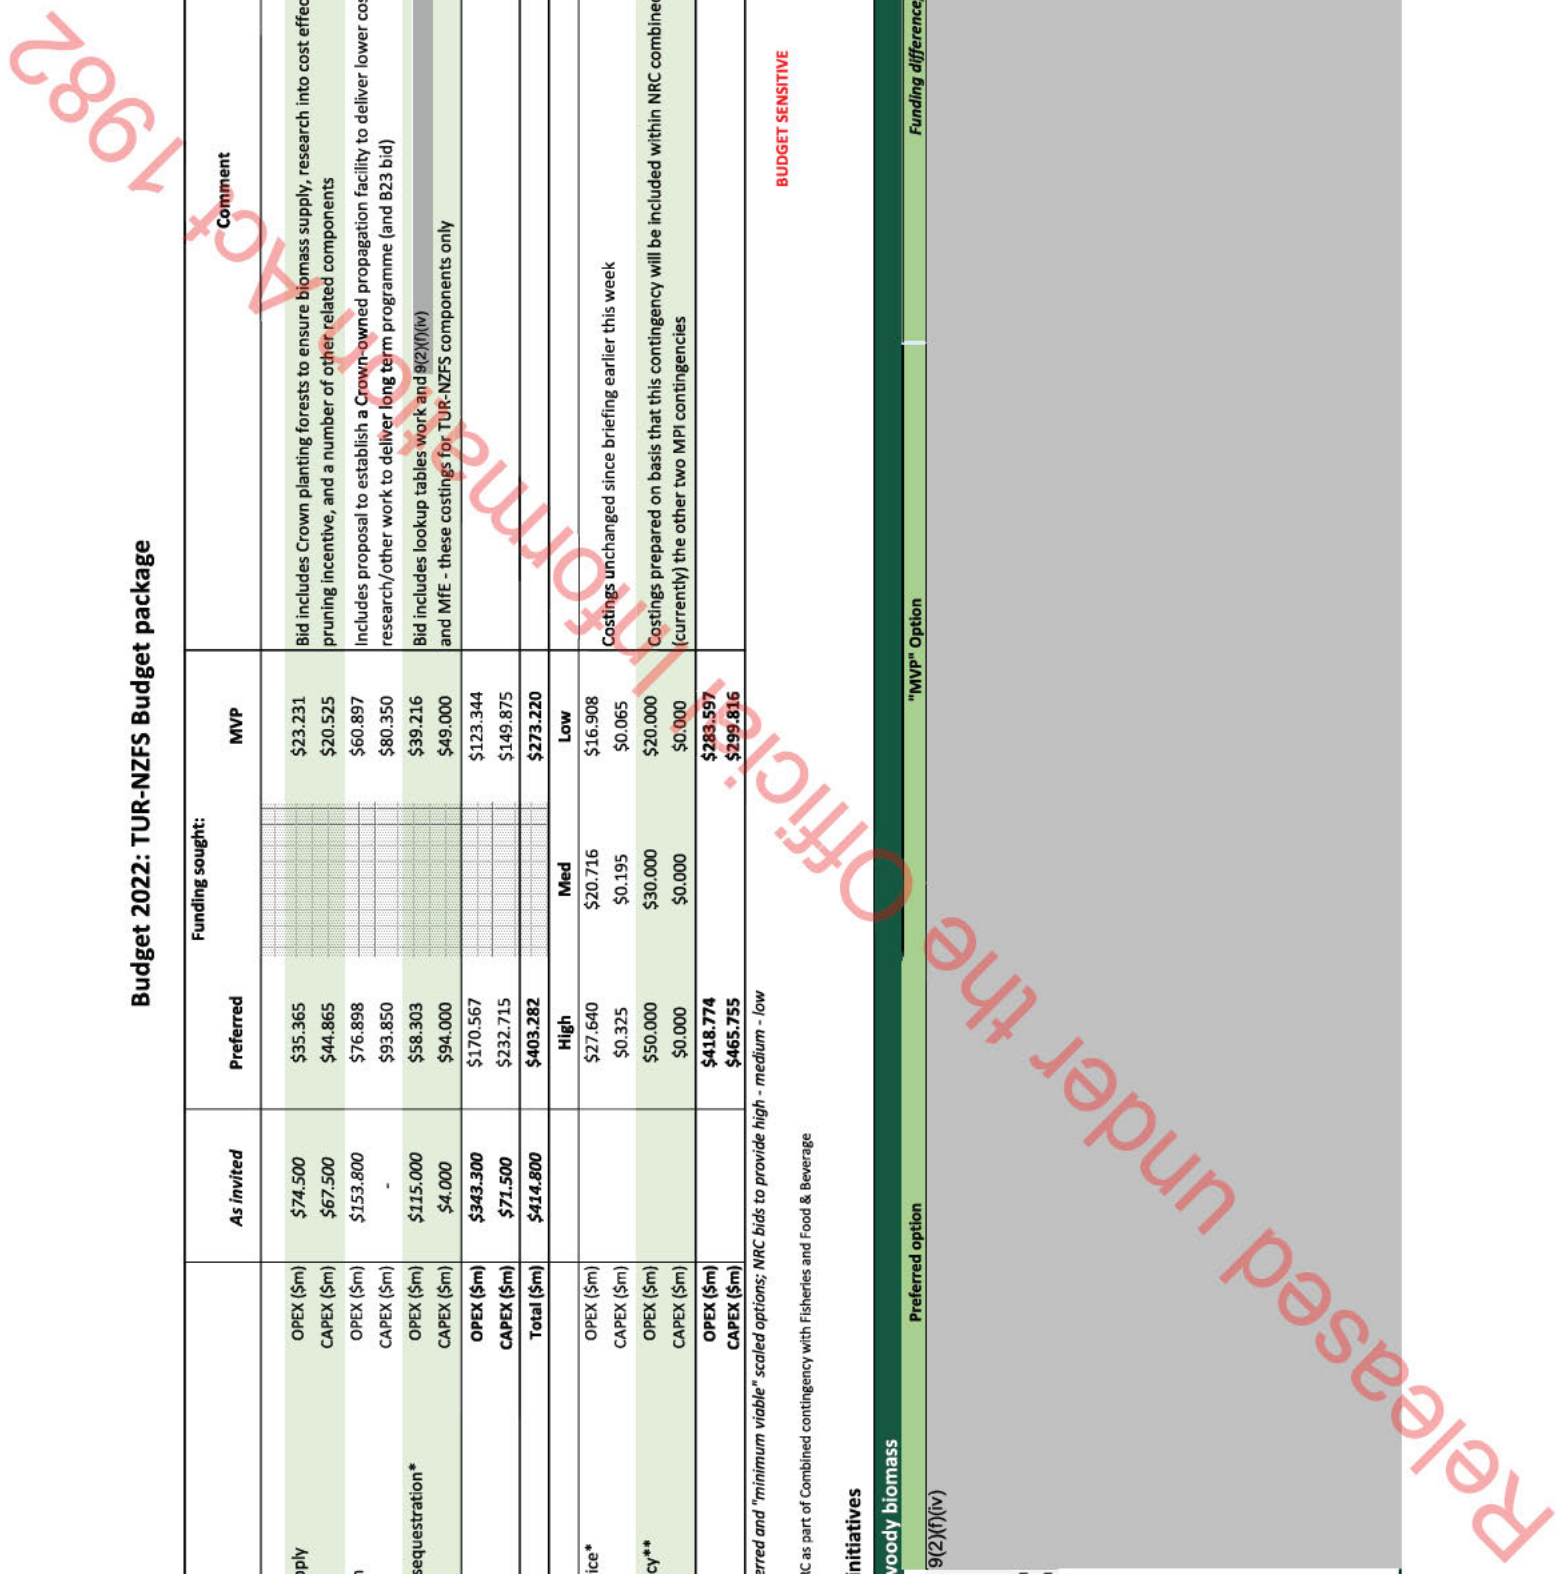 Budget 2022: TUR-NZFS Budget package
Funding sought:
As invited Preferred MVP Comment
pply OPEX ($m) $74.500 $35.365 $23.231 Bid includes Crown planting forests to ensure biomass supply, research into cost effec
CAPEX ($m) $67.500 $44.865 $20.525 pruning incentive, and a number of other related components
OPEX ($m) $153.800 $76.898 $60.897 Includes proposal to establish a Crown-owned propagation facility to deliver lower cos
CAPEX ($m) - $93.850 $80.350 research/other work to deliver long term programme (and B23 bid)
sequestration* OPEX ($m) $115.000 $58.303 $39.216 Bid includes lookup tables work and 9(2)(f)(iv)
CAPEX ($m) $4.000 $94.000 $49.000 and MfE - these costings for TUR-NZFS components only
OPEX ($m) $343.300 $170.567 $123.344
CAPEX ($m) $71.500 $232.715 $149.875
Total ($m) $414.800 $403.282 $273.220
High Med Low
ice* OPEX ($m) $27.640 $20.716 $16.908
CAPEX ($m) $0.325 $0.195 $0.065
Costings unchanged since briefing earlier this week
cy** OPEX ($m) $50.000 $30.000 $20.000 Costings prepared on basis that this contingency will be included within NRC combined
CAPEX ($m) $0.000 $0.000 $0.000 (currently) the other two MPI contingencies
OPEX ($m) $418.774 $283.597
CAPEX ($m) $465.755 $299.816
erred and "minimum viable" scaled options; NRC bids to provide high - medium - low
BUDGET SENSITIVE
RC as part of Combined contingency with Fisheries and Food & Beverage
initiatives
woody biomass
Preferred option "MVP" Option Funding difference,
9(2)(f)(iv)
Released under the Official Information Act 1982